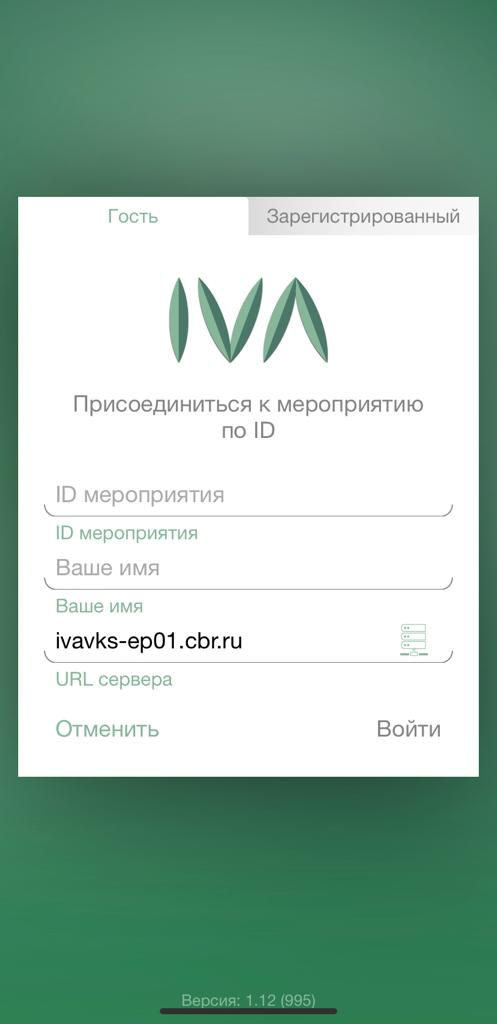 Гость
Зарегистрированный
IVA
Присоединиться к мероприятию
по ID
ID мероприятия
ID мероприятия
Ваше имя
Ваше имя
ivavks-ep01.cbr.ru
URL сервера
Отменить
Войти
Версия: 1.12 (995)